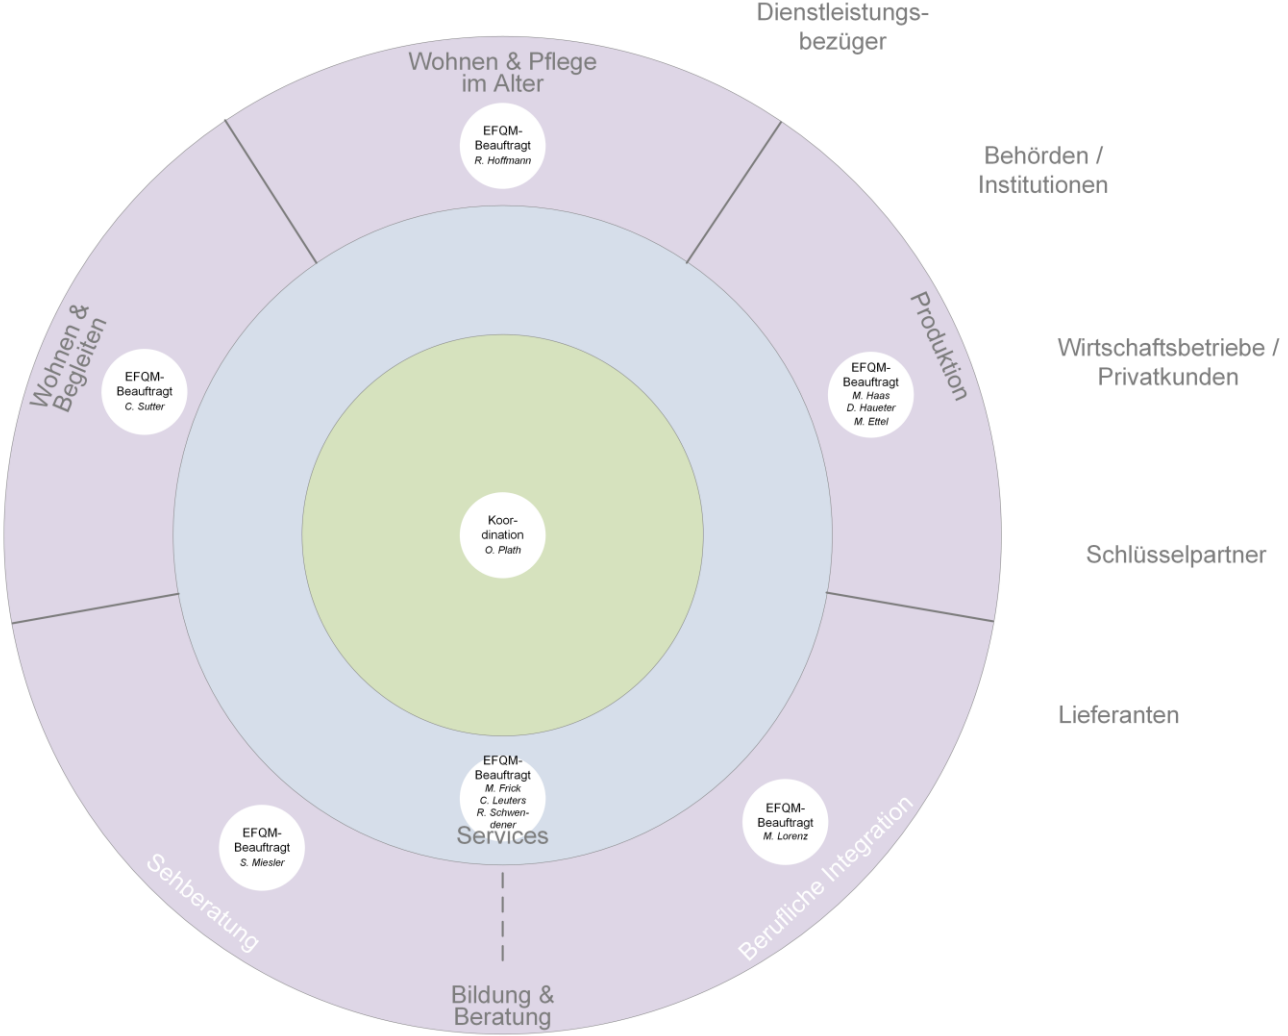 Dienstleistungs-
bezüger
Wohnen & Pflege
im Alter
EFQM-
Beauftragt
R. Hoffmann
Behörden /
Institutionen
Wohnen &
Begleiten
EFQM-
Beauftragt
C. Sutter
Produktion
EFQM-
Beauftragt
M. Haas
D. Haueter
M. Ettel
Wirtschaftsbetriebe /
Privatkunden
Koor-
dination
O. Plath
Schlüsselpartner
Lieferanten
EFQM-
Beauftragt
M. Frick
C. Leuters
R. Schwen-
dener
Services
EFQM-
Beauftragt
S. Miesler
Sehberatung
EFQM-
Beauftragt
M. Lorenz
Berufliche Integration
Bildung &
Beratung